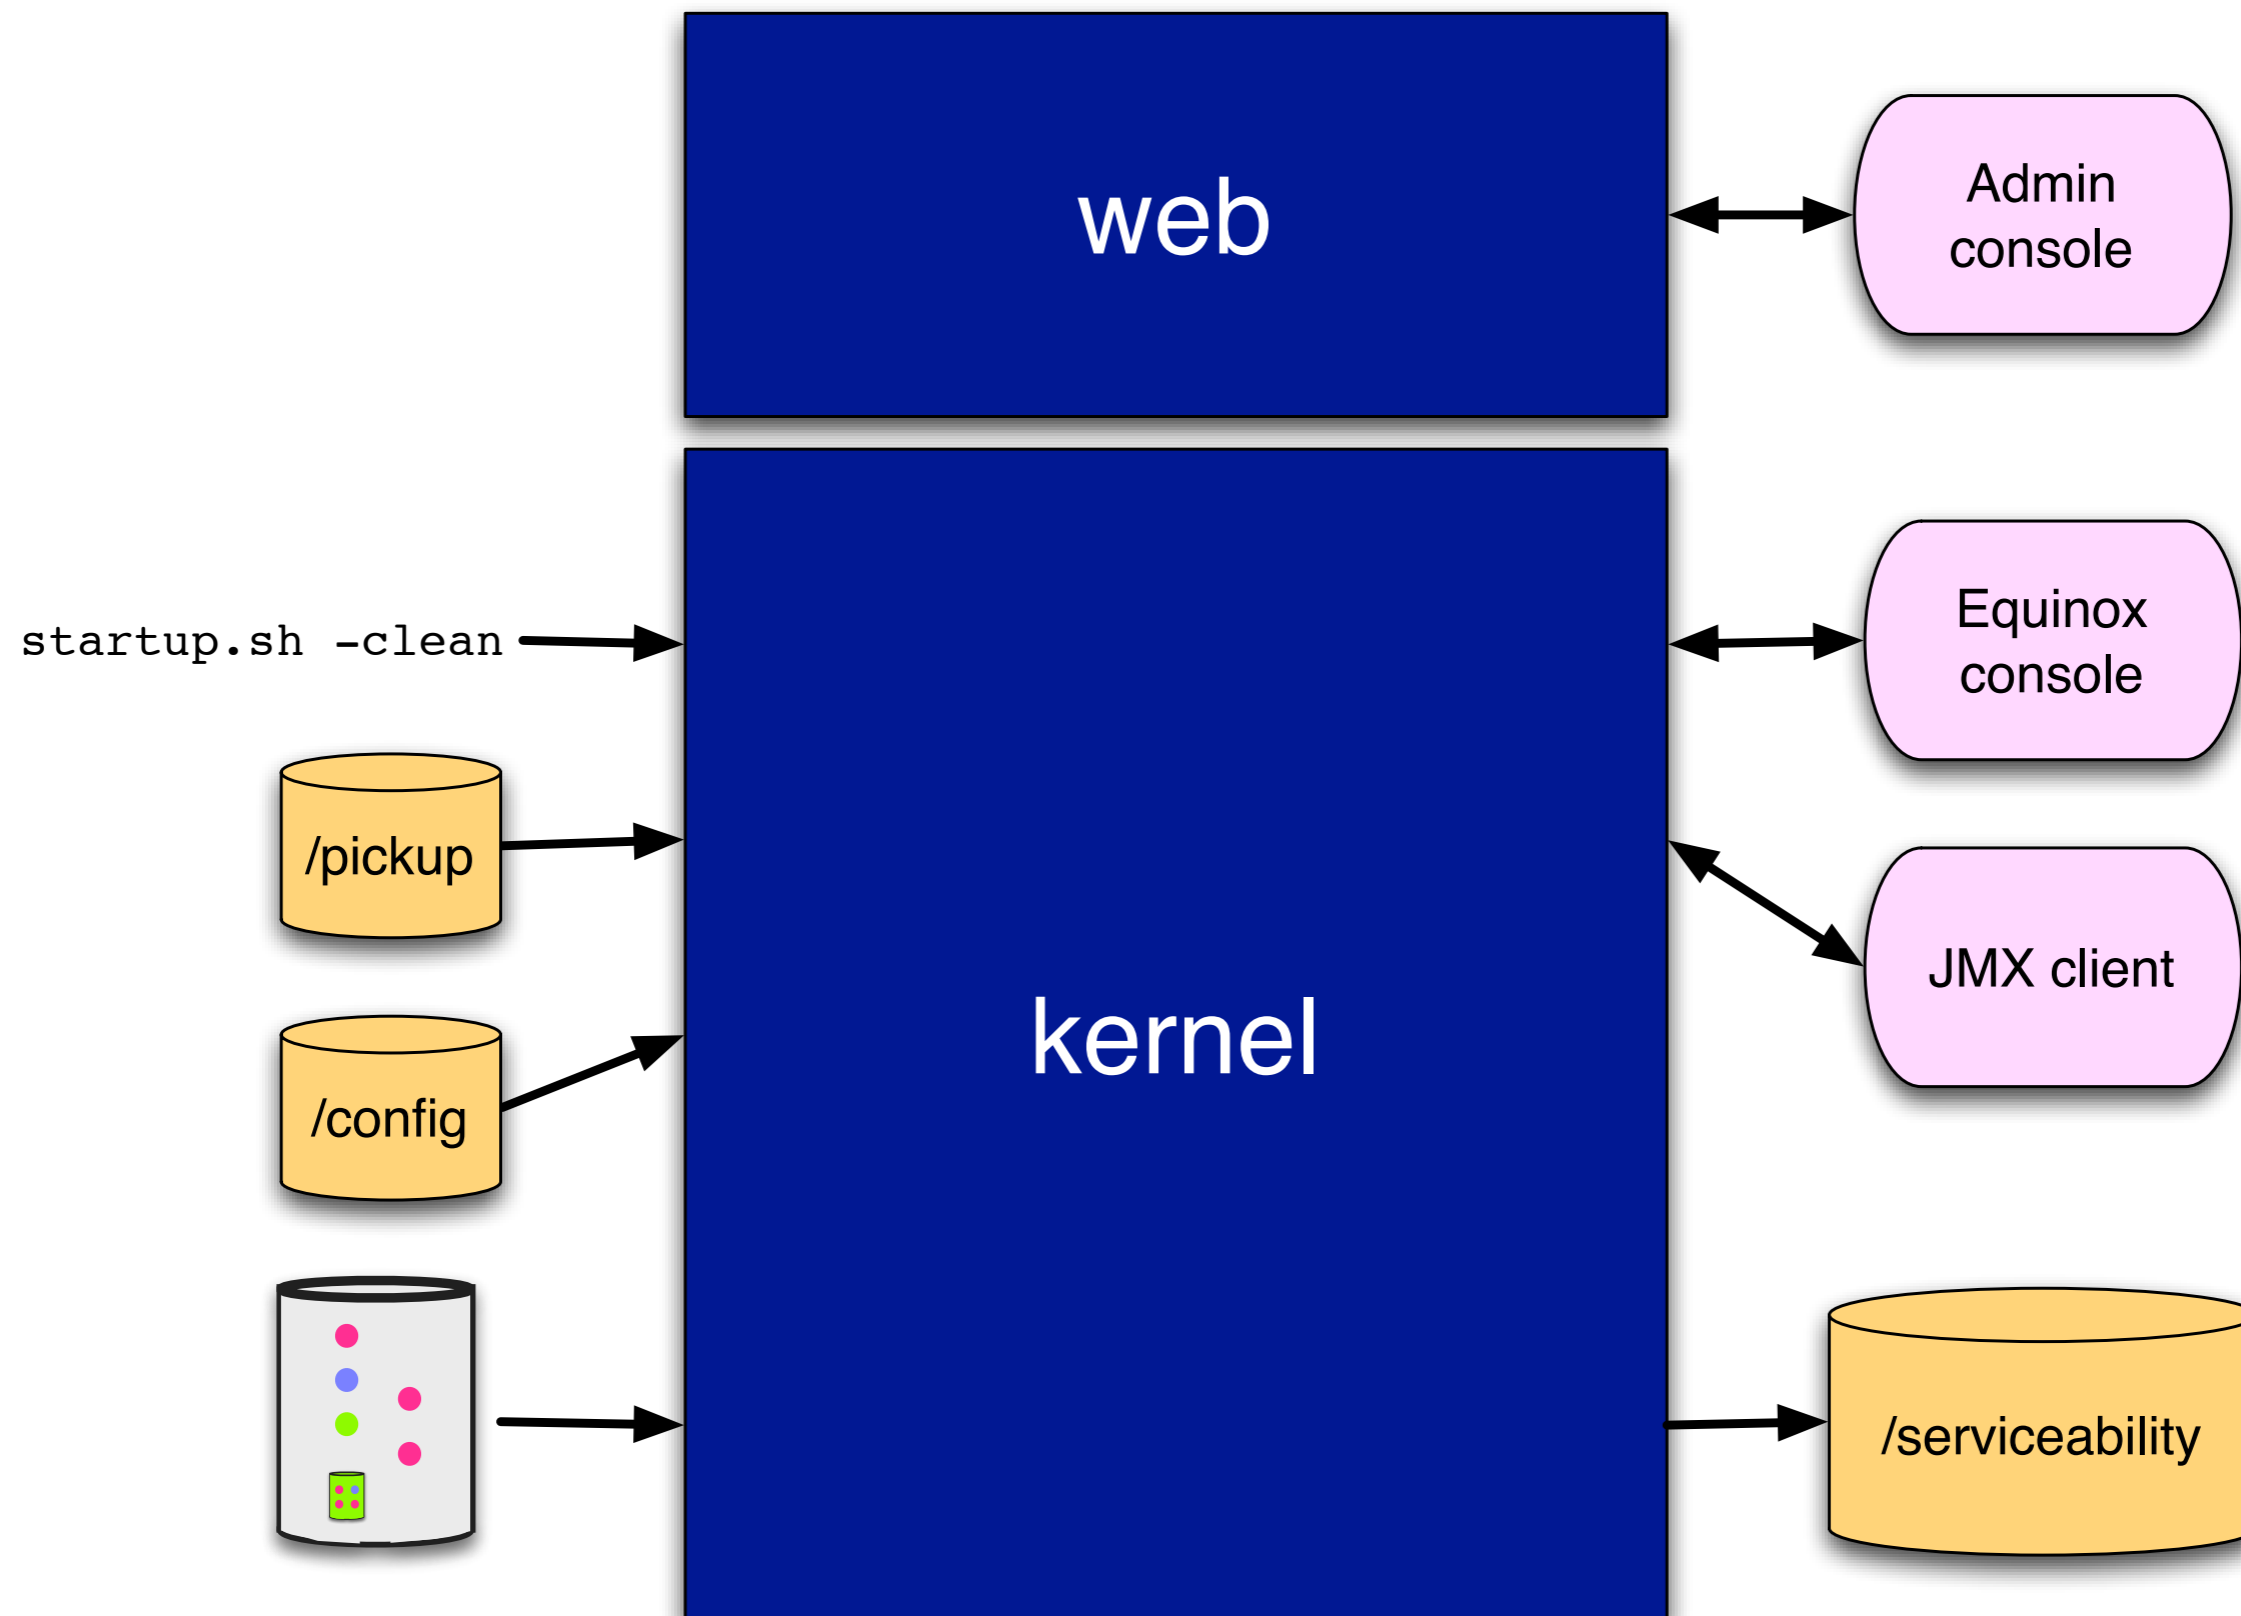 web
Admin
console
startup.sh -clean
Equinox
console
/pickup
JMX client
kernel
/config
/serviceability